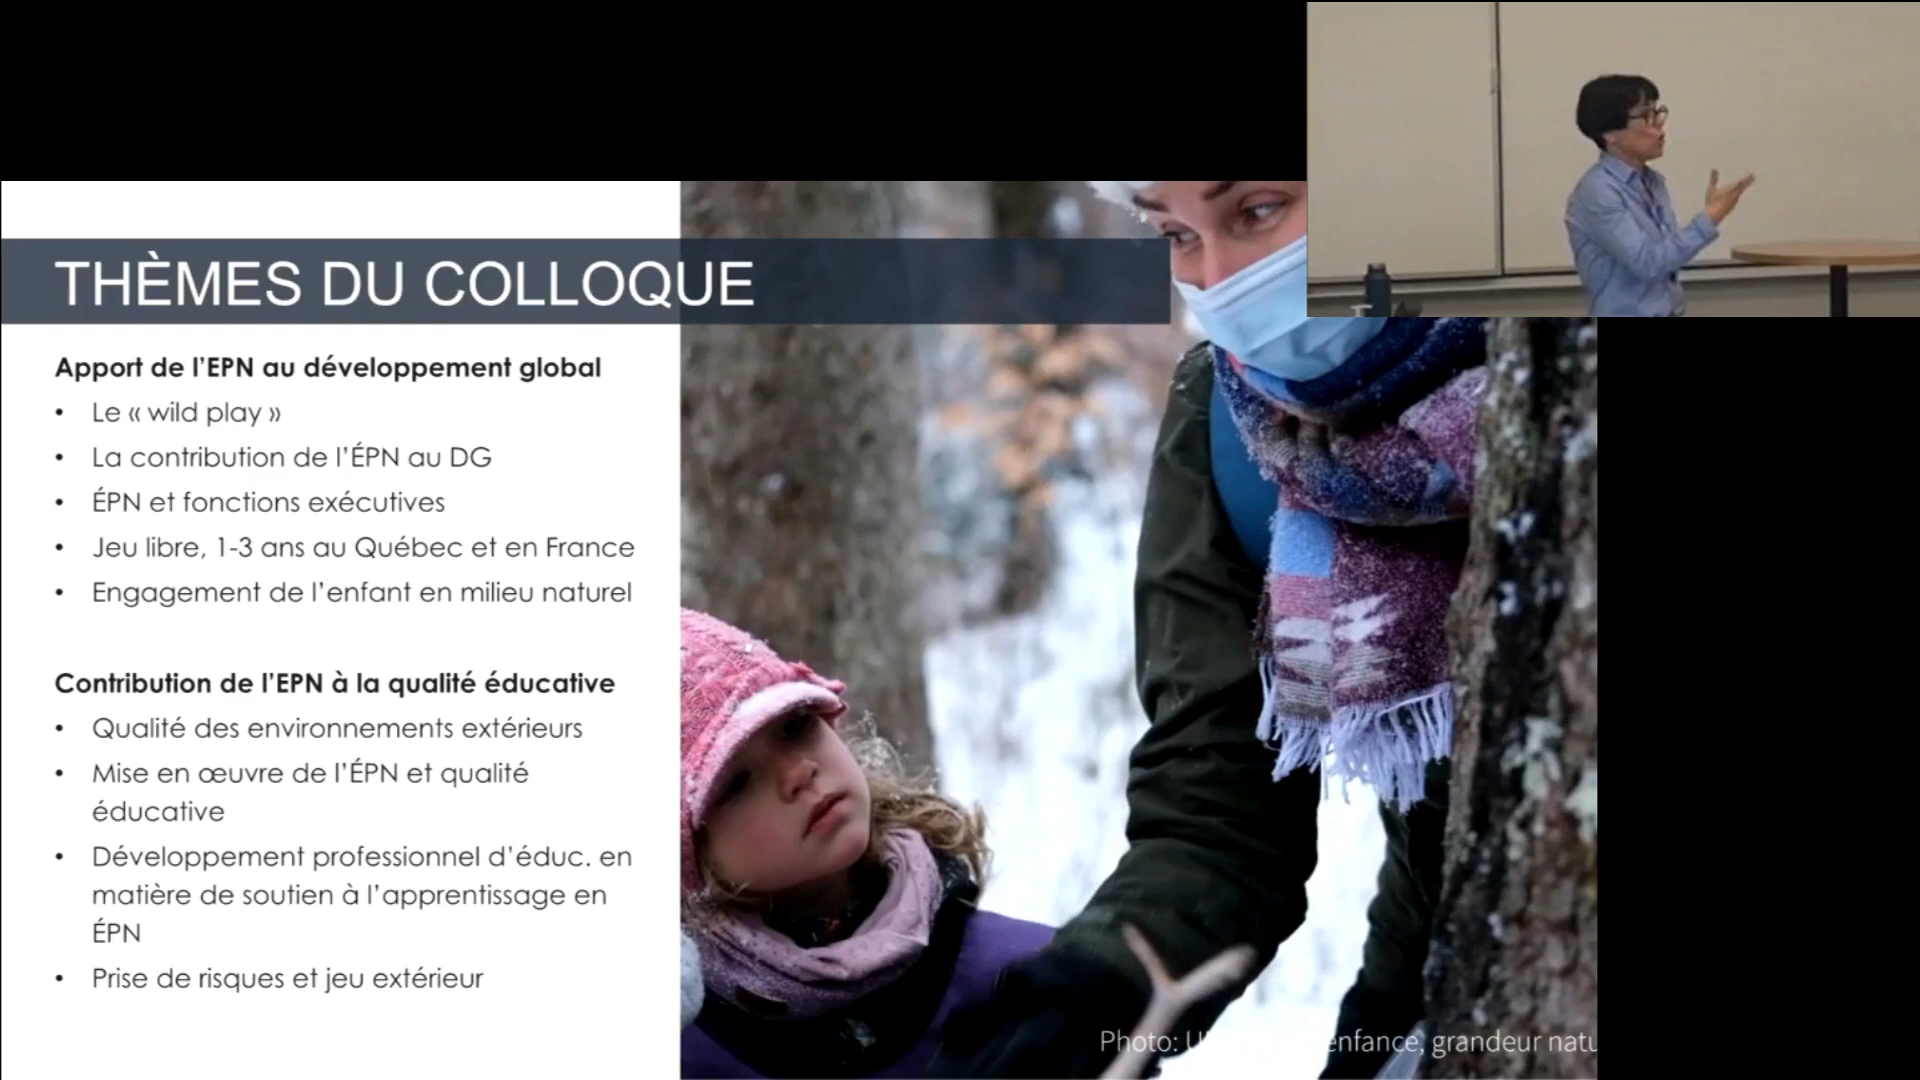 THÈMES DU COLLOQUE
Apport de l’EPN au développement global
• Le « wild play »
• La contribution de l’ÉPN au DG
• ÉPN et fonctions exécutives
• Jeu libre, 1-3 ans au Québec et en France
• Engagement de l’enfant en milieu naturel
Contribution de l’EPN à la qualité éducative
• Qualité des environnements extérieurs
• Mise en œuvre de l’ÉPN et qualité
éducative
• Développement professionnel d’éduc. en
matière de soutien à l’apprentissage en
ÉPN
• Prise de risques et jeu extérieur
Photo: enfance, grandeur natu